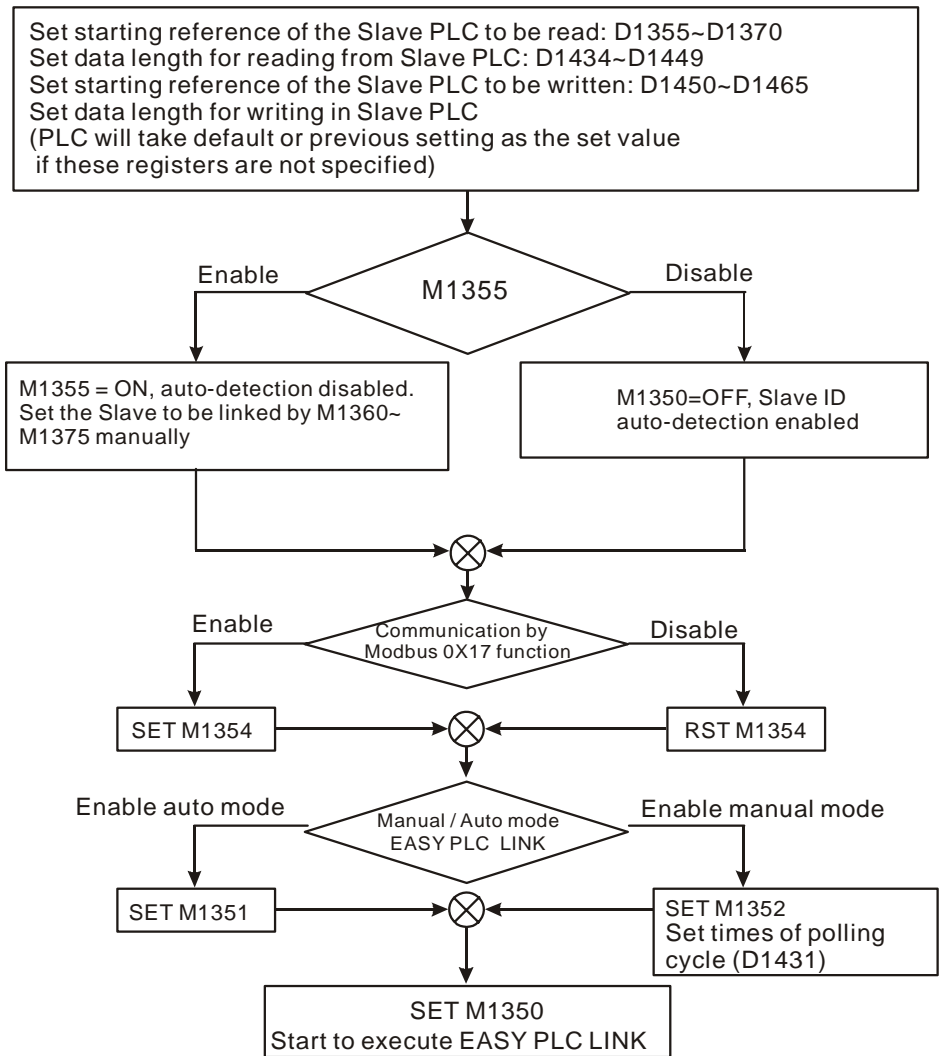 Set starting reference of the Slave PLC to be read: D1355~D1370
Set data length for reading from Slave PLC: D1434~D1449
Set starting reference of the Slave PLC to be written: D1450~D1465
Set data length for writing in Slave PLC
(PLC will take default or previous setting as the set value
if these registers are not specified)
Enable
M1355
Disable
M1355 = ON, auto-detection disabled.
Set the Slave to be linked by M1360~
M1375 manually
M1350=OFF, Slave ID
auto-detection enabled
Enable
Communication by
Modbus 0X17 function
Disable
SET M1354
RST M1354
Enable auto mode
Manual / Auto mode
EASY PLC LINK
Enable manual mode
SET M1351
SET M1352
Set times of polling
cycle (D1431)
SET M1350
Start to execute EASY PLC LINK